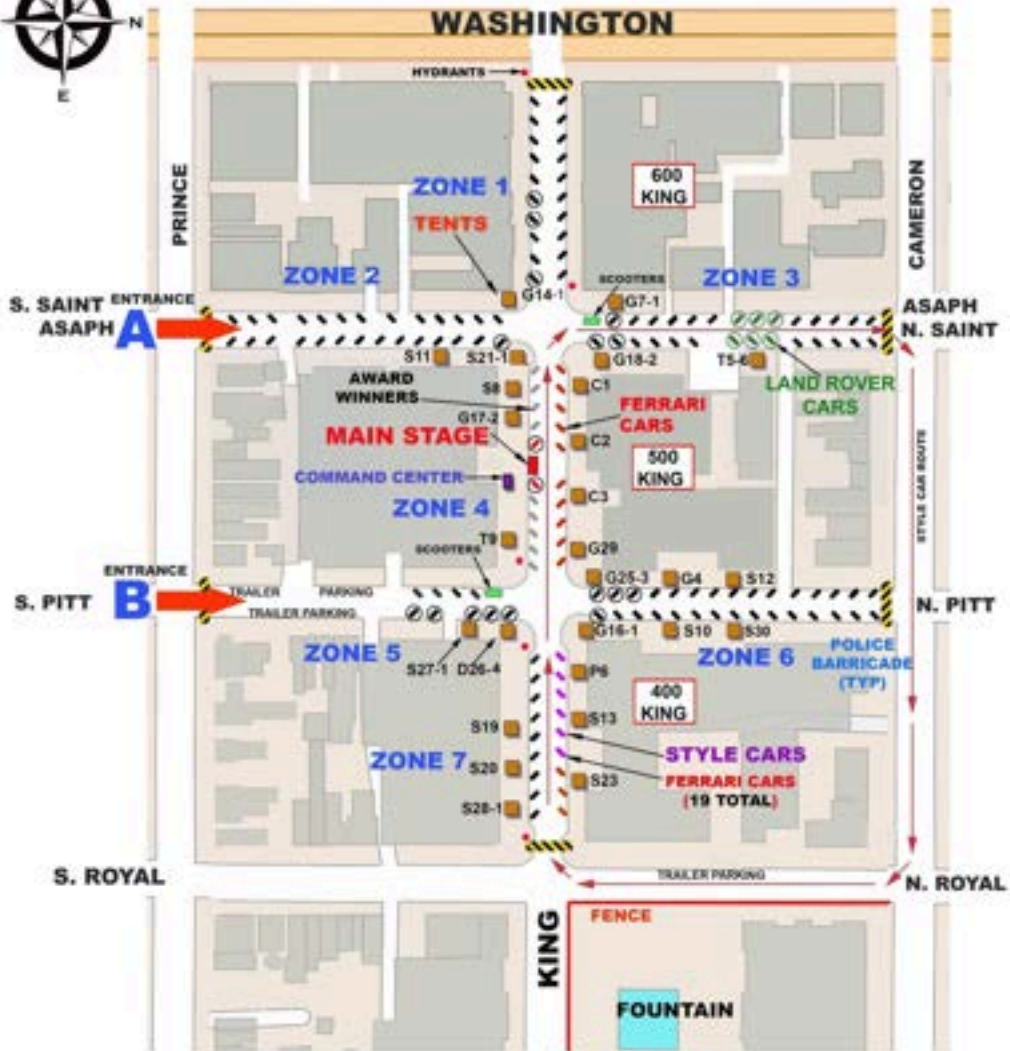 WASHINGTON
N
E
HYDRANTS
PRINCE
CAMERON
600
KING
ZONE 1
TENTS
ZONE 2
SCOOTERS
ZONE 3
G14-1
G7-1
S. SAINT
ASAPH
ENTRANCE
A
ASAPH
N. SAINT
S11
S21-1
G18-2
T5-6
AWARD
WINNERS
S8
C1
LAND ROVER
CARS
G17-2
FERRARI
CARS
MAIN STAGE
C2
500
KING
COMMAND CENTER
C3
ZONE 4
STYLE CAR ROUTE
T9
SCOOTERS
G29
ENTRANCE
B
S. PITT
TRAILER
PARKING
TRAILER PARKING
G25-3
G4
S12
N. PITT
G16-1
S10
S30
ZONE 5
ZONE 6
POLICE
BARRICADE
(TYP)
S27-1
D26-4
P6
400
KING
S19
S13
ZONE 7
S20
STYLE CARS
FERRARI CARS
(19 TOTAL)
S23
S28-1
S. ROYAL
TRAILER PARKING
N. ROYAL
KING
FENCE
FOUNTAIN